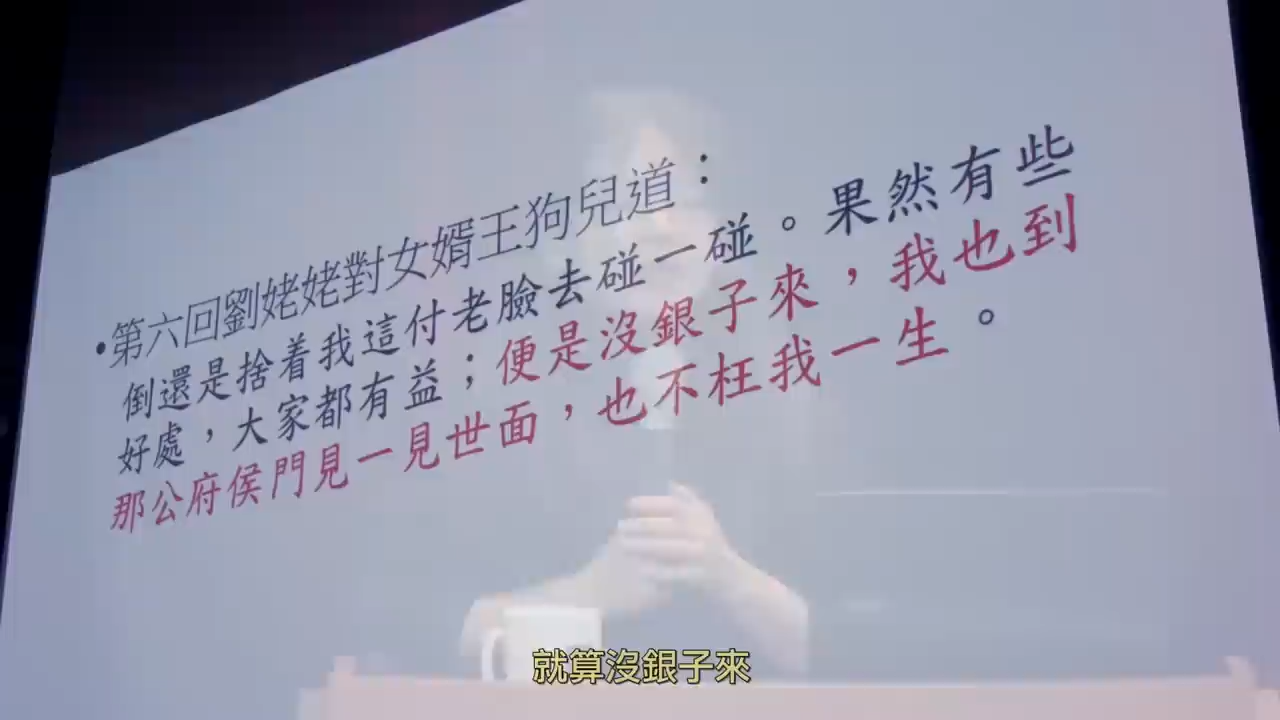 •第六回劉姥姥對女婿王狗兒道：
倒還是捨着我這付老臉去碰一碰。果然有些
好處，大家都有益；便是沒銀子來，我也到
那公府侯門見一見世面，也不枉我一生。
就算沒銀子來